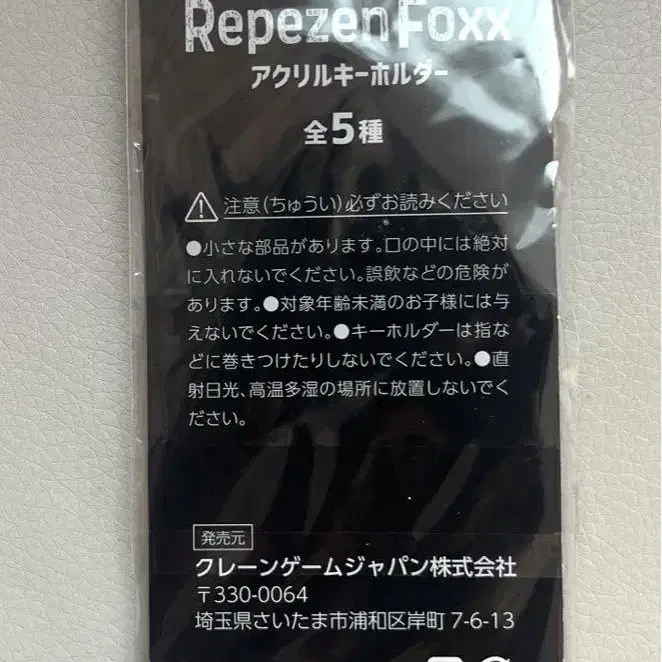 Repezen Foxx
アクリルキーホルダー
全5種
注意(ちゅうい)必ずお読みください
●小さな部品があります。口の中には絶対
に入れないでください。誤飲などの危険が
あります。●対象年齢未満のお子様には与
えないでください。●キーホルダーは指な
どに巻きつけたりしないでください。●直
射日光、高温多湿の場所に放置しないでく
ださい。
発売元
クレーンゲームジャパン株式会社
〒330-0064
埼玉県さいたま市浦和区岸町 7-6-13